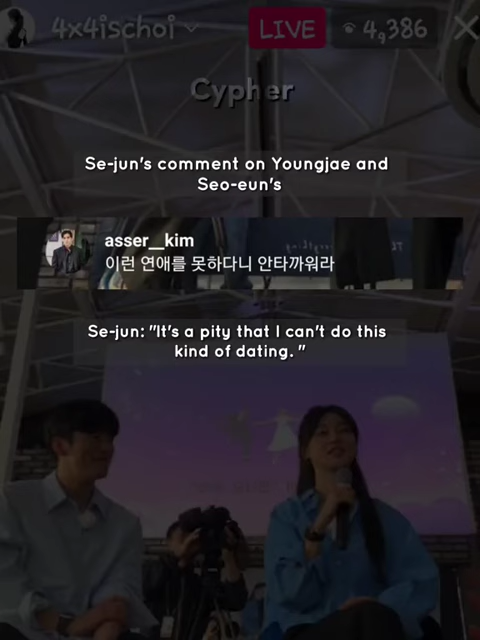 4x4ischoi
LIVE
4,386
Cypher
Se-jun's comment on Youngjae and
Seo-eun's
asser__kim
이런 연애를 못하다니 안타까워라
Se-jun: "It's a pity that I can't do this
kind of dating. "